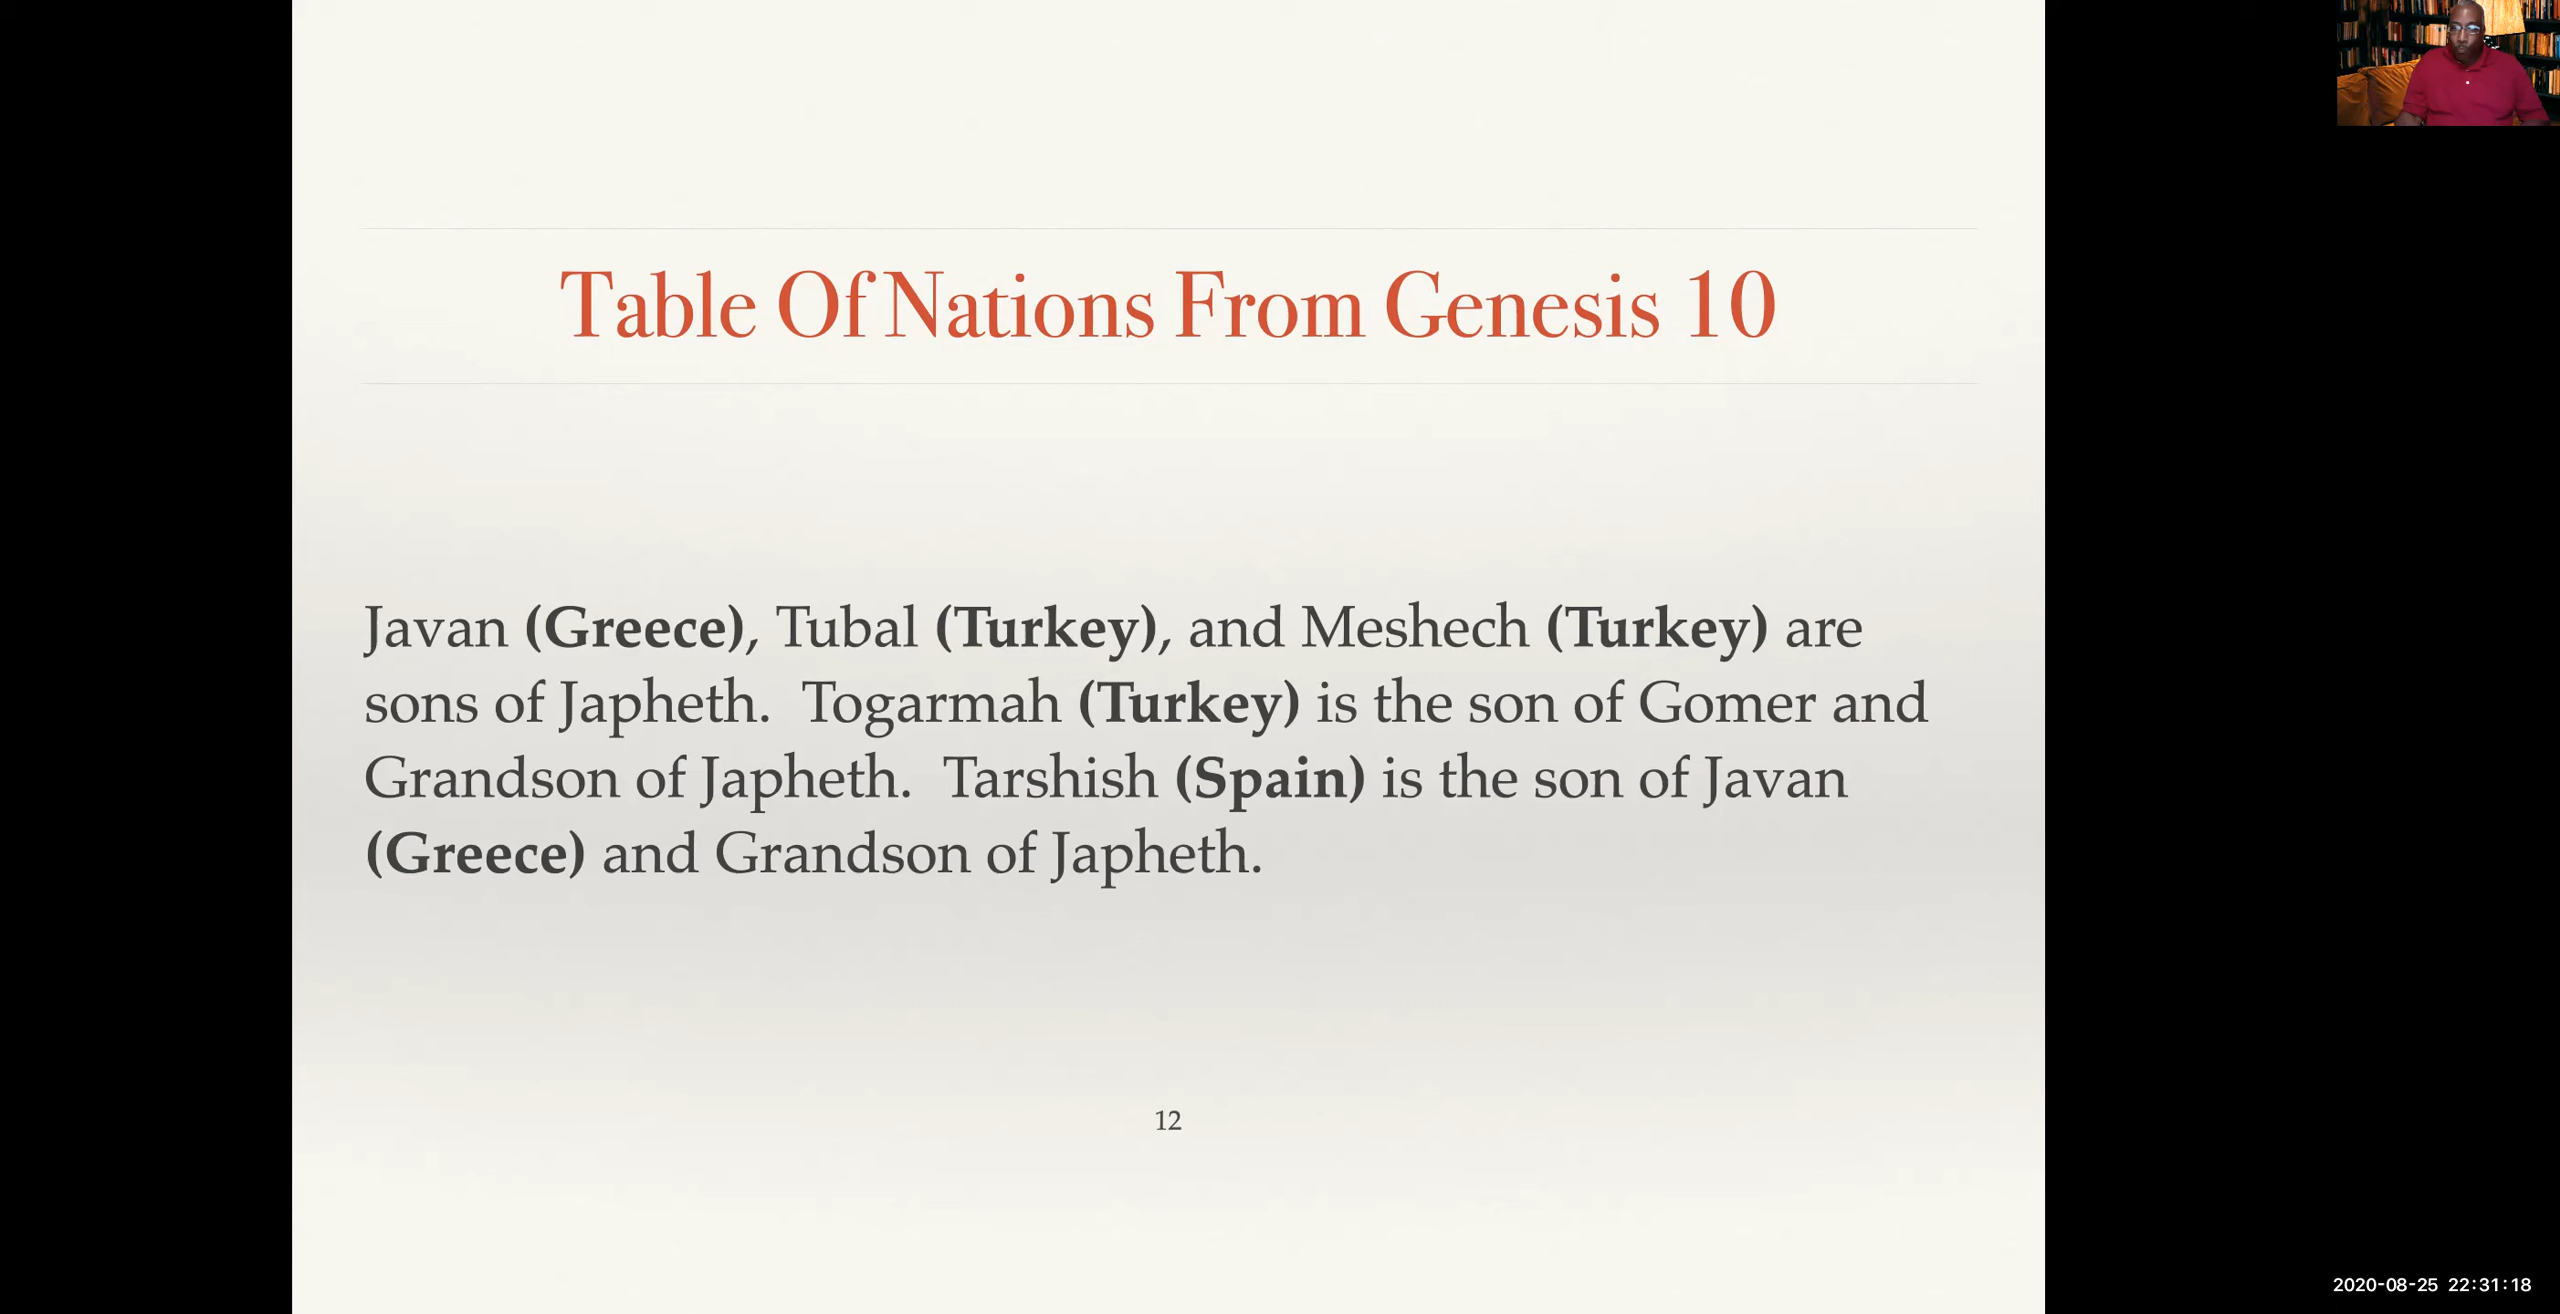 Table Of Nations From Genesis 10
Javan (Greece), Tubal (Turkey), and Meshech (Turkey) are
sons of Japheth.  Togarmah (Turkey) is the son of Gomer and
Grandson of Japheth.  Tarshish (Spain) is the son of Javan
(Greece) and Grandson of Japheth.
12
2020-08-25 22:31:18